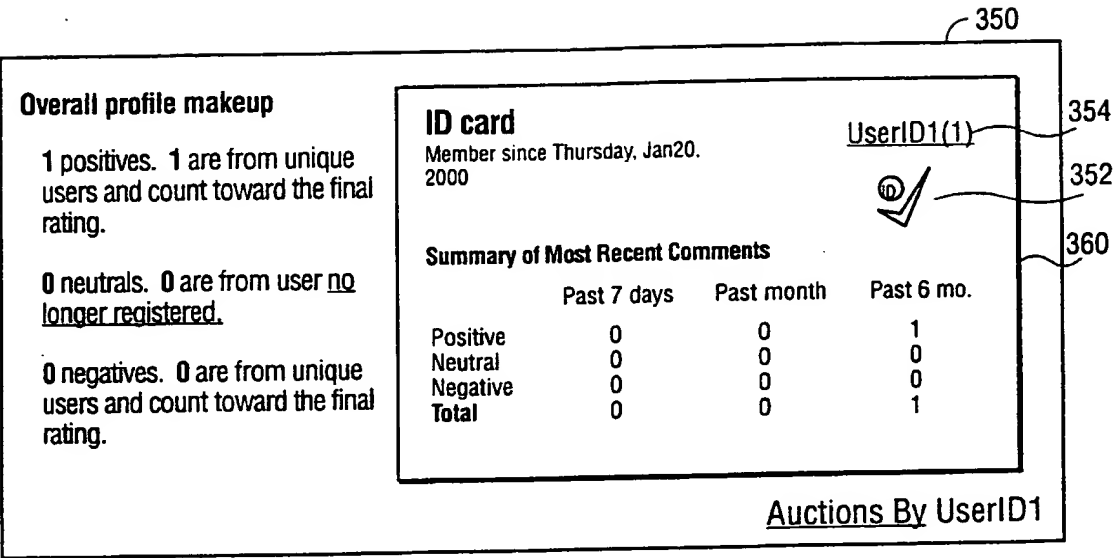 350
Overall profile makeup
1 positives. 1 are from unique
users and count toward the final
rating.
0 neutrals. 0 are from user no
longer registered.
0 negatives. 0 are from unique
users and count toward the final
rating.
ID card
Member since Thursday, Jan20.
2000
UserID1(1)
354
iD
352
360
Summary of Most Recent Comments
Past 7 days Past month Past 6 mo.
Positive 0 0 1
Neutral 0 0 0
Negative 0 0 0
Total 0 0 1
Auctions By UserID1